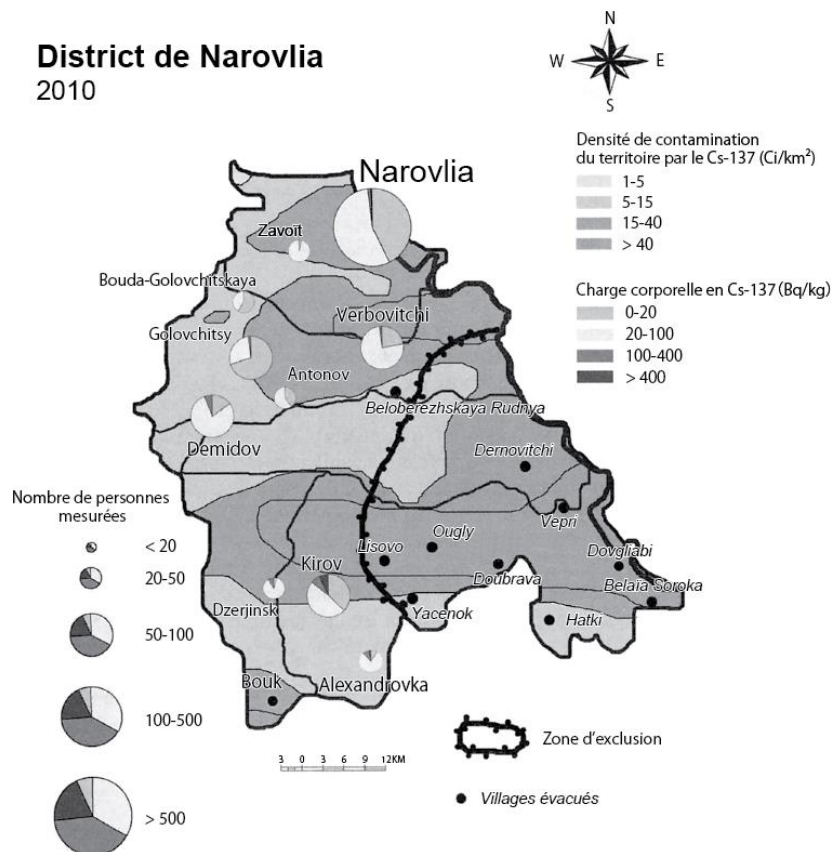 District de Narovlia
2010
N
W
E
S
Densité de contamination
du territoire par le Cs-137 (Ci/km²)
1-5
5-15
15-40
> 40
Charge corporelle en Cs-137 (Bq/kg)
0-20
20-100
100-400
> 400
Narovlia
Zavoït
Bouda-Golovchitskaya
Verbovitchi
Golovchitsy
Antonov
Beloberezhskaya Rudnya
Demidov
Dernovitchi
Nombre de personnes
mesurées
< 20
20-50
50-100
100-500
> 500
Vepri
Ougly
Lisovo
Kirov
Doubrava
Dovgliabi
Belaïa Soroka
Dzerjinsk
Yacenok
Hatki
Bouk
Alexandrovka
3 0 3 6 9 12KM
Zone d'exclusion
Villages évacués